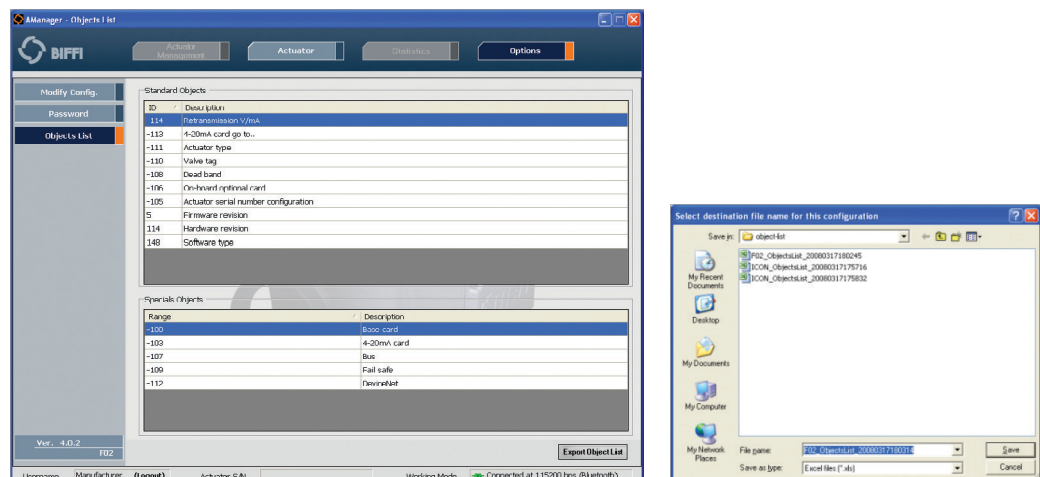 AManager - Objects List
BIFFI
Actuator Management
Actuator
Statistics
Options
Modify Config.
Password
Objects List
Standard Objects
ID Description
-114 Retransmission V/mA
-113 4-20mA card go to..
-111 Actuator type
-110 Valve tag
-108 Dead band
-106 On-board optional card
-105 Actuator serial number configuration
5 Firmware revision
114 Hardware revision
148 Software type
Specials Objects
Range Description
-100 Base card
-103 4-20mA card
-107 Bus
-109 Fail safe
-112 DeviceNet
Ver. 4.0.2
F02
Export Object List
Username Manufacturer (Logout) Actuator S/N Working Mode Connected at 115200 bps (Bluetooth)
Select destination file name for this configuration
Save in: object-list
F02_ObjectsList_20080317180245
ICON_ObjectsList_20080317175716
ICON_ObjectsList_20080317175832
My Recent Documents
Desktop
My Documents
My Computer
My Network Places
File name: F02_ObjectsList_20080317180314
Save
Save as type: Excel files (*.xls)
Cancel